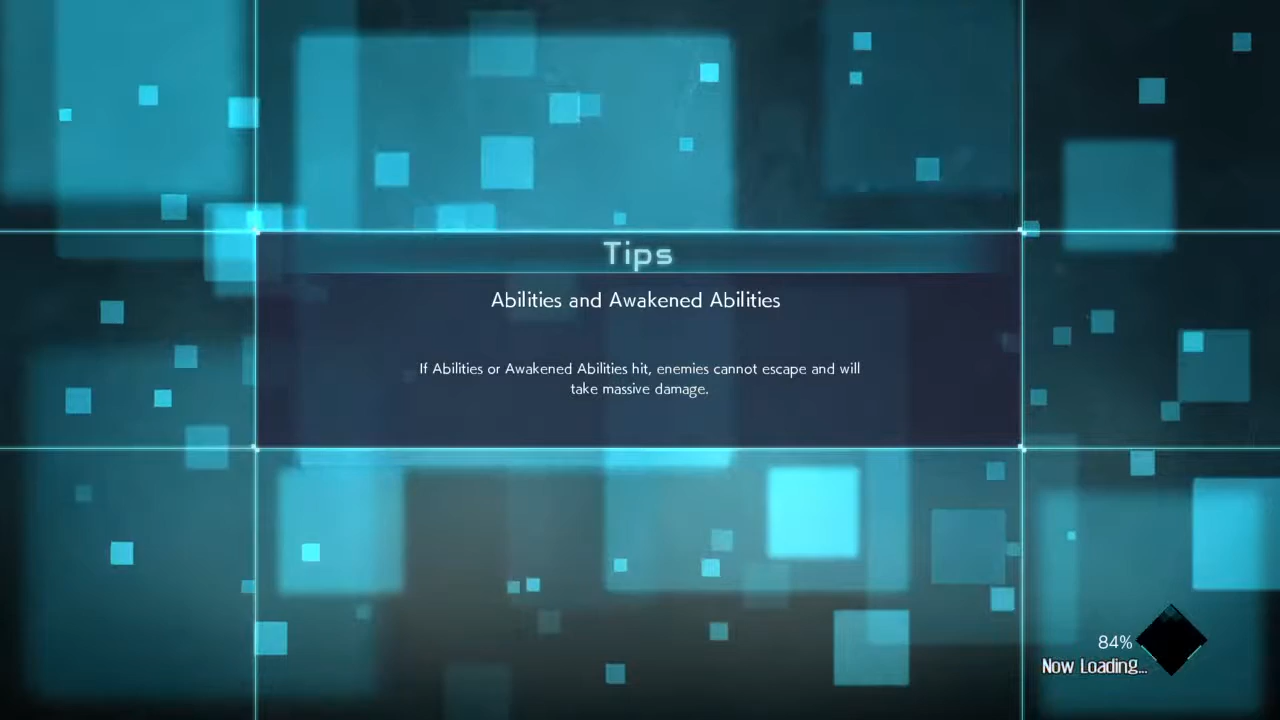 Tips
Abilities and Awakened Abilities
If Abilities or Awakened Abilities hit, enemies cannot escape and will
take massive damage.
84%
Now Loading...